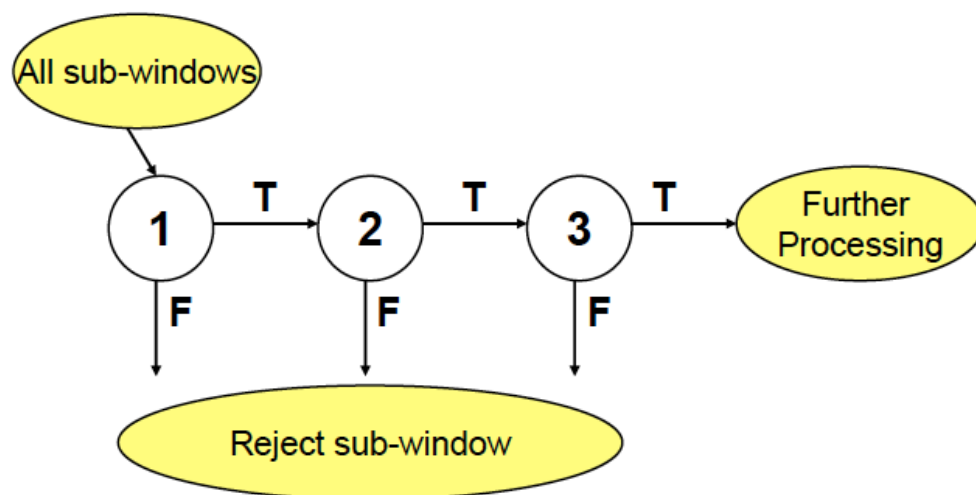 All sub-windows
1
T
2
T
3
T
Further
Processing
F
F
F
Reject sub-window